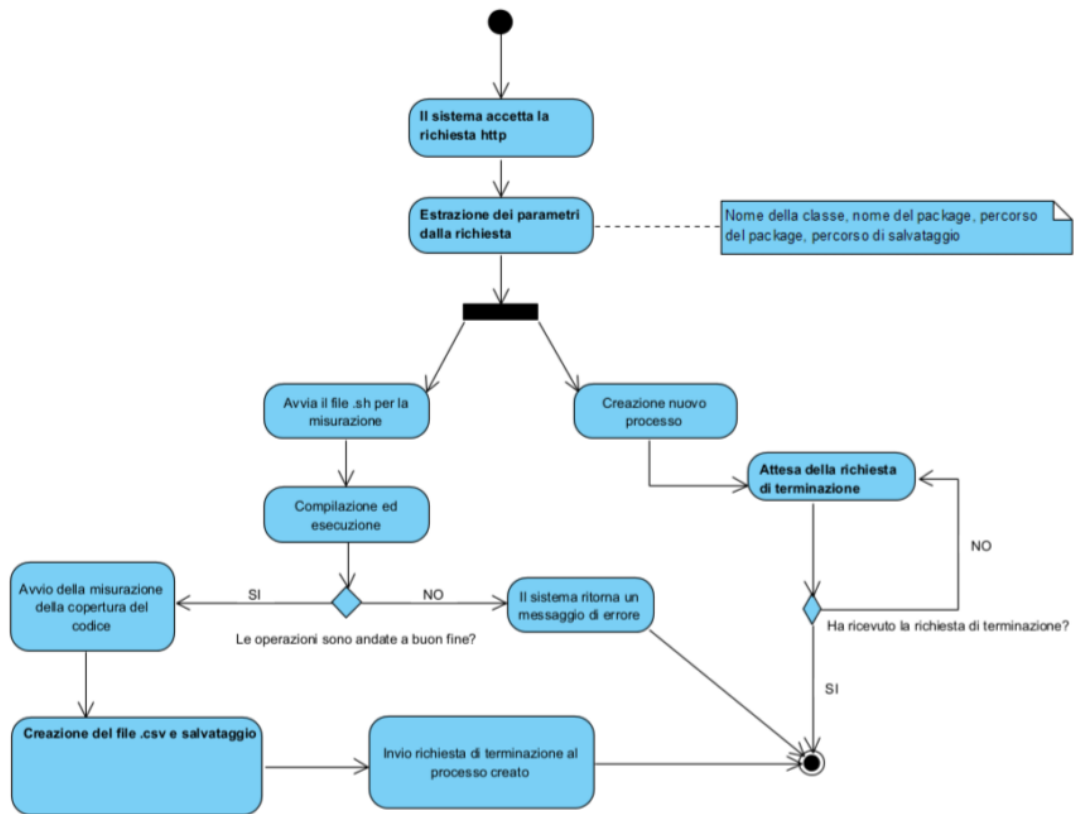 Il sistema accetta la
richiesta http
Estrazione dei parametri
dalla richiesta
Nome della classe, nome del package, percorso
del package, percorso di salvataggio
Avvia il file .sh per la
misurazione
Creazione nuovo
processo
Attesa della richiesta
di terminazione
Compilazione ed
esecuzione
NO
Avvio della misurazione
della copertura del
codice
SI
NO
Il sistema ritorna un
messaggio di errore
Le operazioni sono andate a buon fine?
Ha ricevuto la richiesta di terminazione?
SI
Creazione del file .csv e salvataggio
Invio richiesta di terminazione al
processo creato